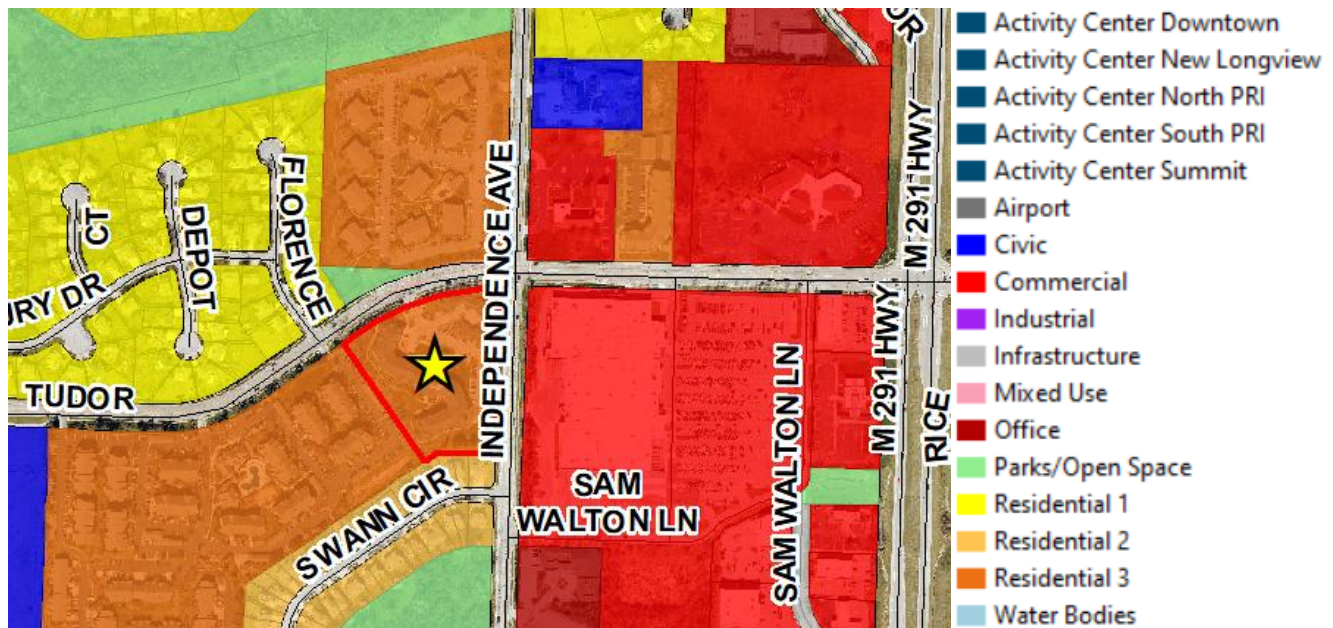 DOR
M 291 HWY
INDEPENDENCE AVE
FLORENCE
DEPOT
CT
URY DR
TUDOR
M 291 HWY
RICE
SAM WALTON LN
SAM
WALTON LN
SWANN CIR
Activity Center Downtown
Activity Center New Longview
Activity Center North PRI
Activity Center South PRI
Activity Center Summit
Airport
Civic
Commercial
Industrial
Infrastructure
Mixed Use
Office
Parks/Open Space
Residential 1
Residential 2
Residential 3
Water Bodies